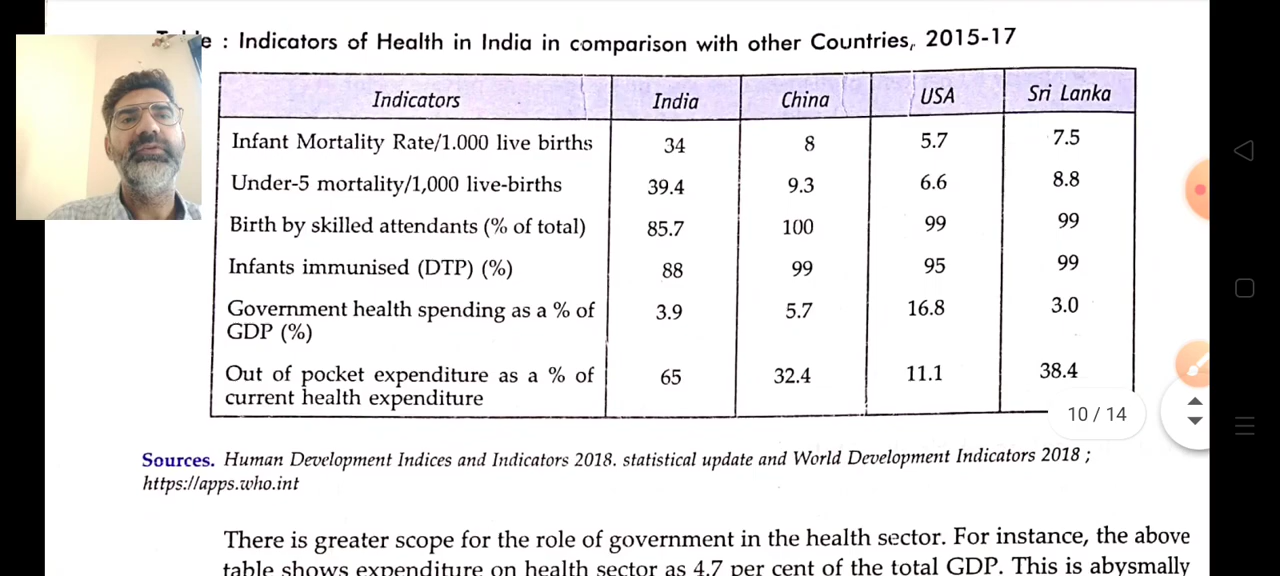 e : Indicators of Health in India in comparison with other Countries, 2015-17
Indicators India China USA Sri Lanka
Infant Mortality Rate/1.000 live births 34 8 5.7 7.5
Under-5 mortality/1,000 live-births 39.4 9.3 6.6 8.8
Birth by skilled attendants (% of total) 85.7 100 99 99
Infants immunised (DTP) (%) 88 99 95 99
Government health spending as a % of 3.9 5.7 16.8 3.0
GDP (%)
Out of pocket expenditure as a % of 65 32.4 11.1 38.4
current health expenditure
10 / 14
Sources. Human Development Indices and Indicators 2018. statistical update and World Development Indicators 2018 ;
https://apps.who.int
There is greater scope for the role of government in the health sector. For instance, the above
table shows expenditure on health sector as 4.7 per cent of the total GDP. This is abysmally